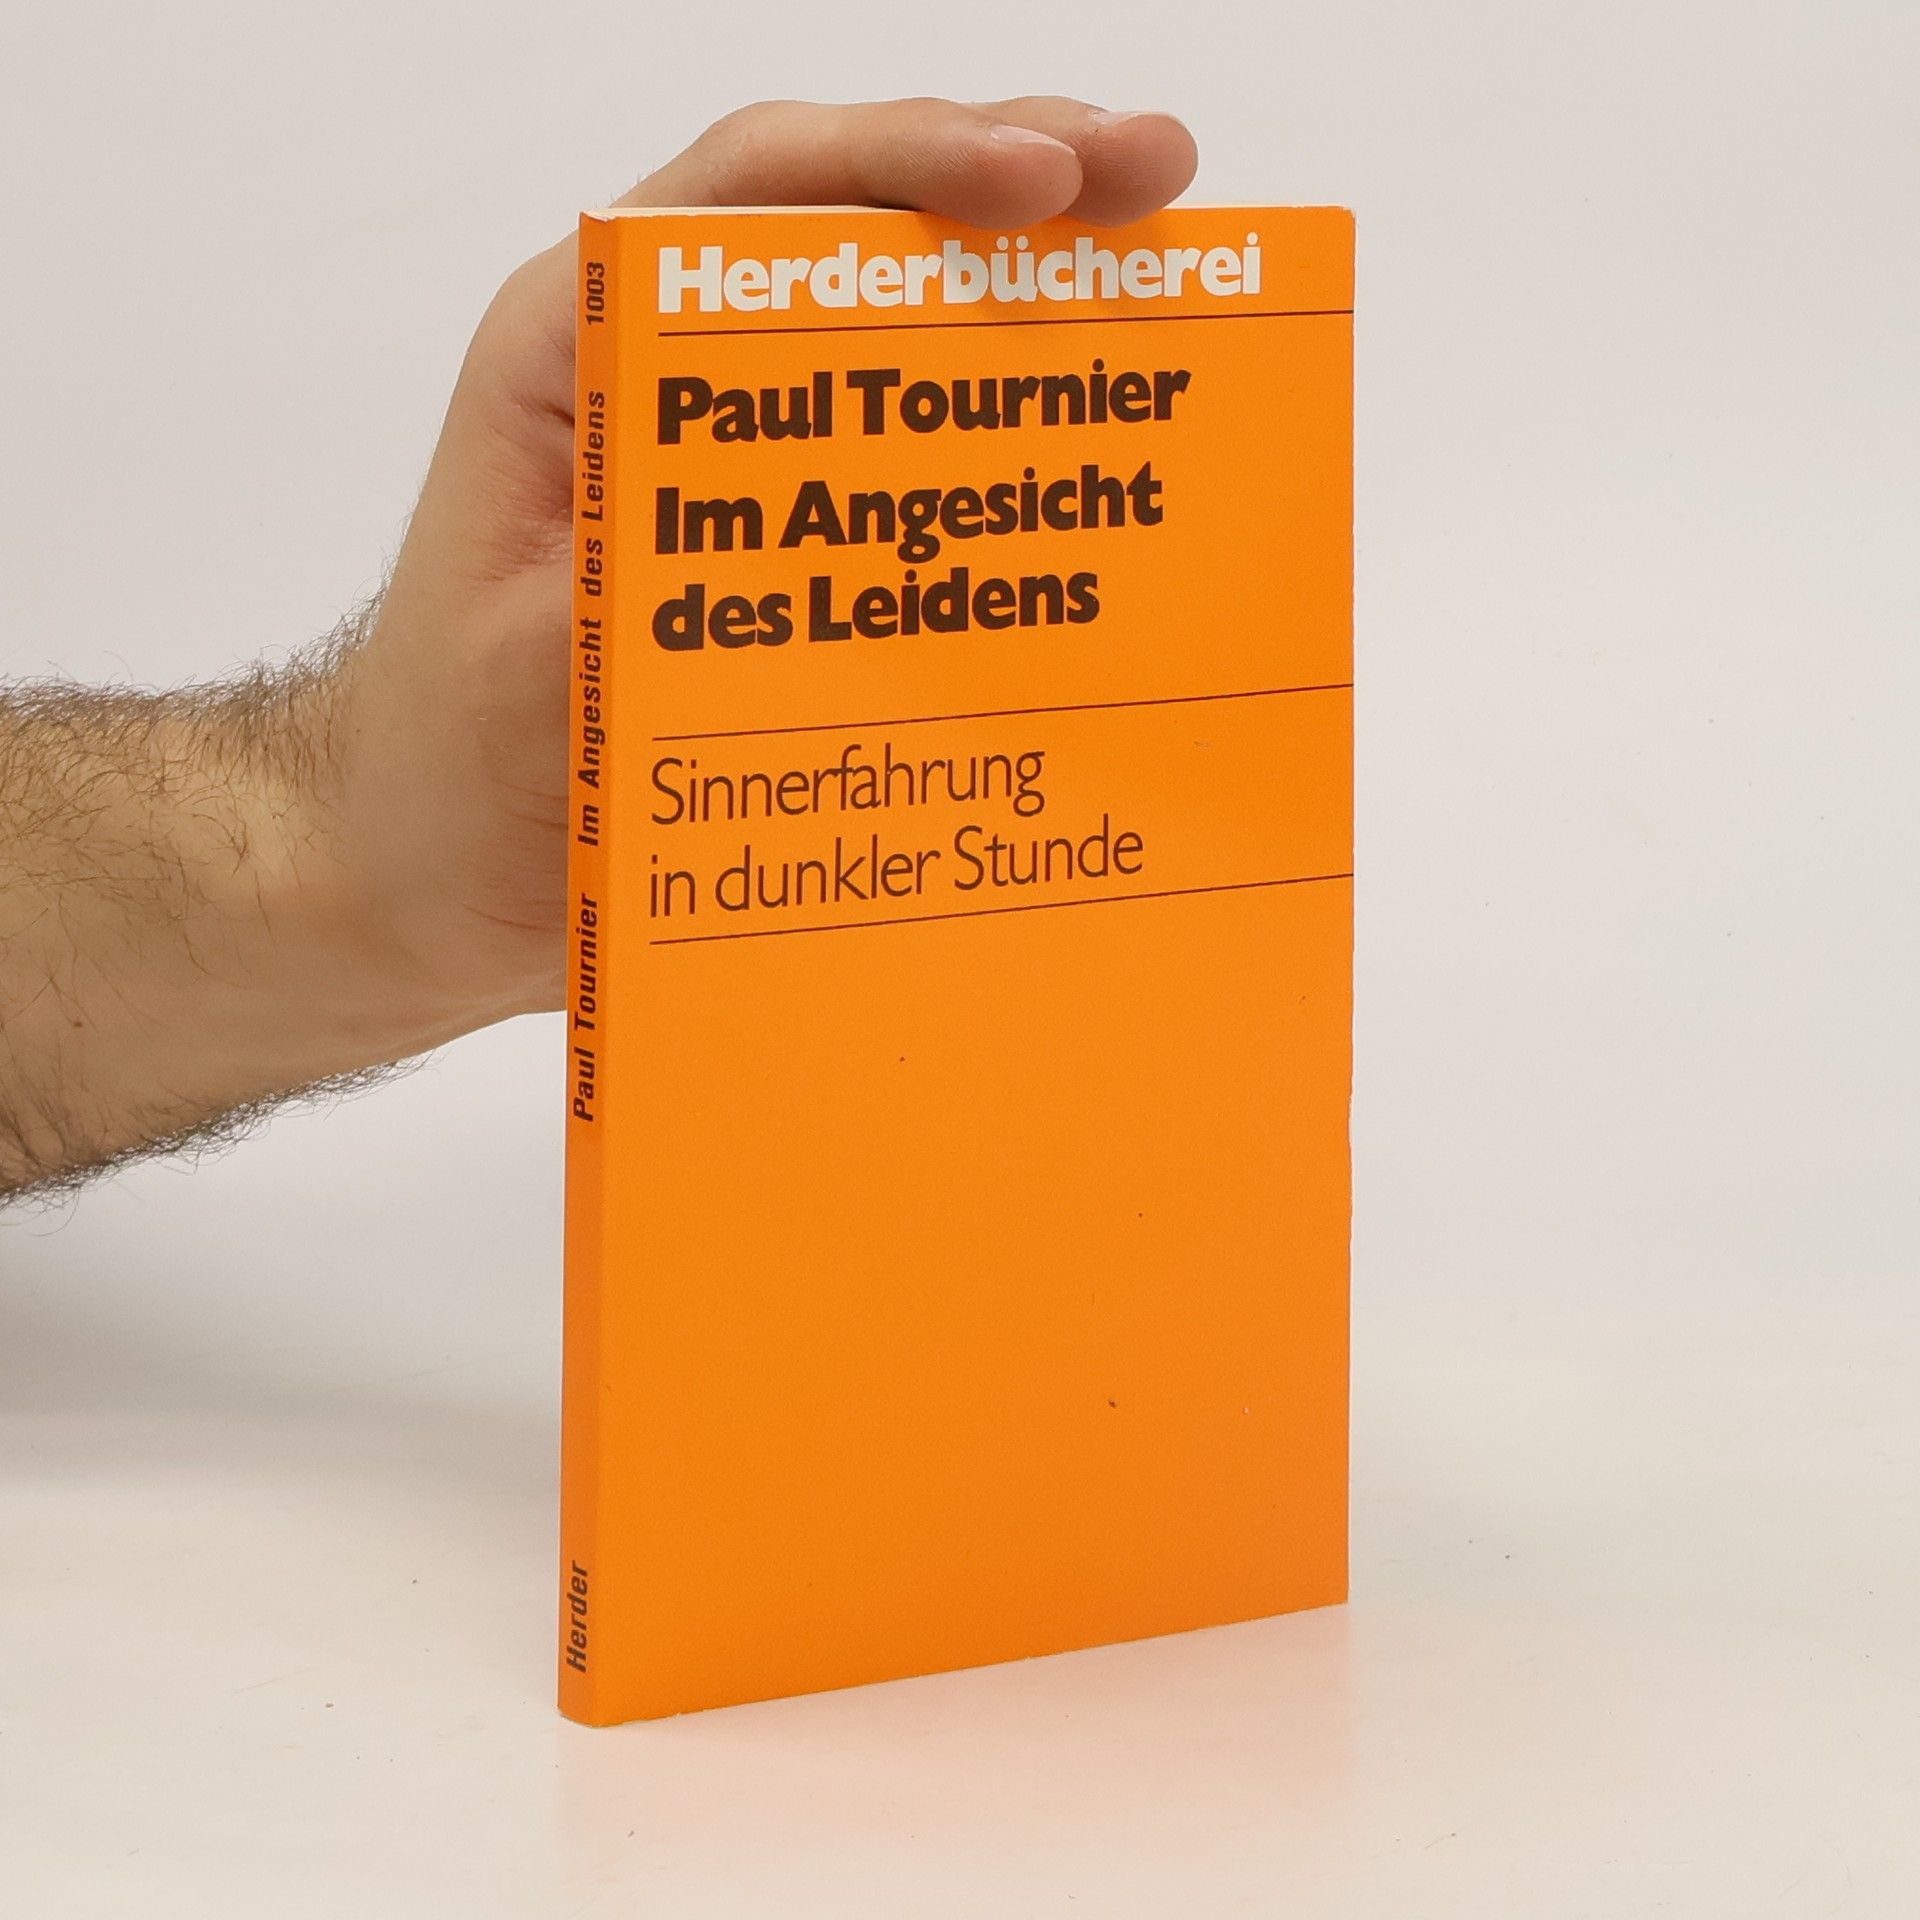 Herderbücherei
Paul Tournier
Im Angesicht
des Leidens
Sinnerfahrung
in dunkler Stunde
Herder Paul Tournier Im Angesicht des Leidens 1003